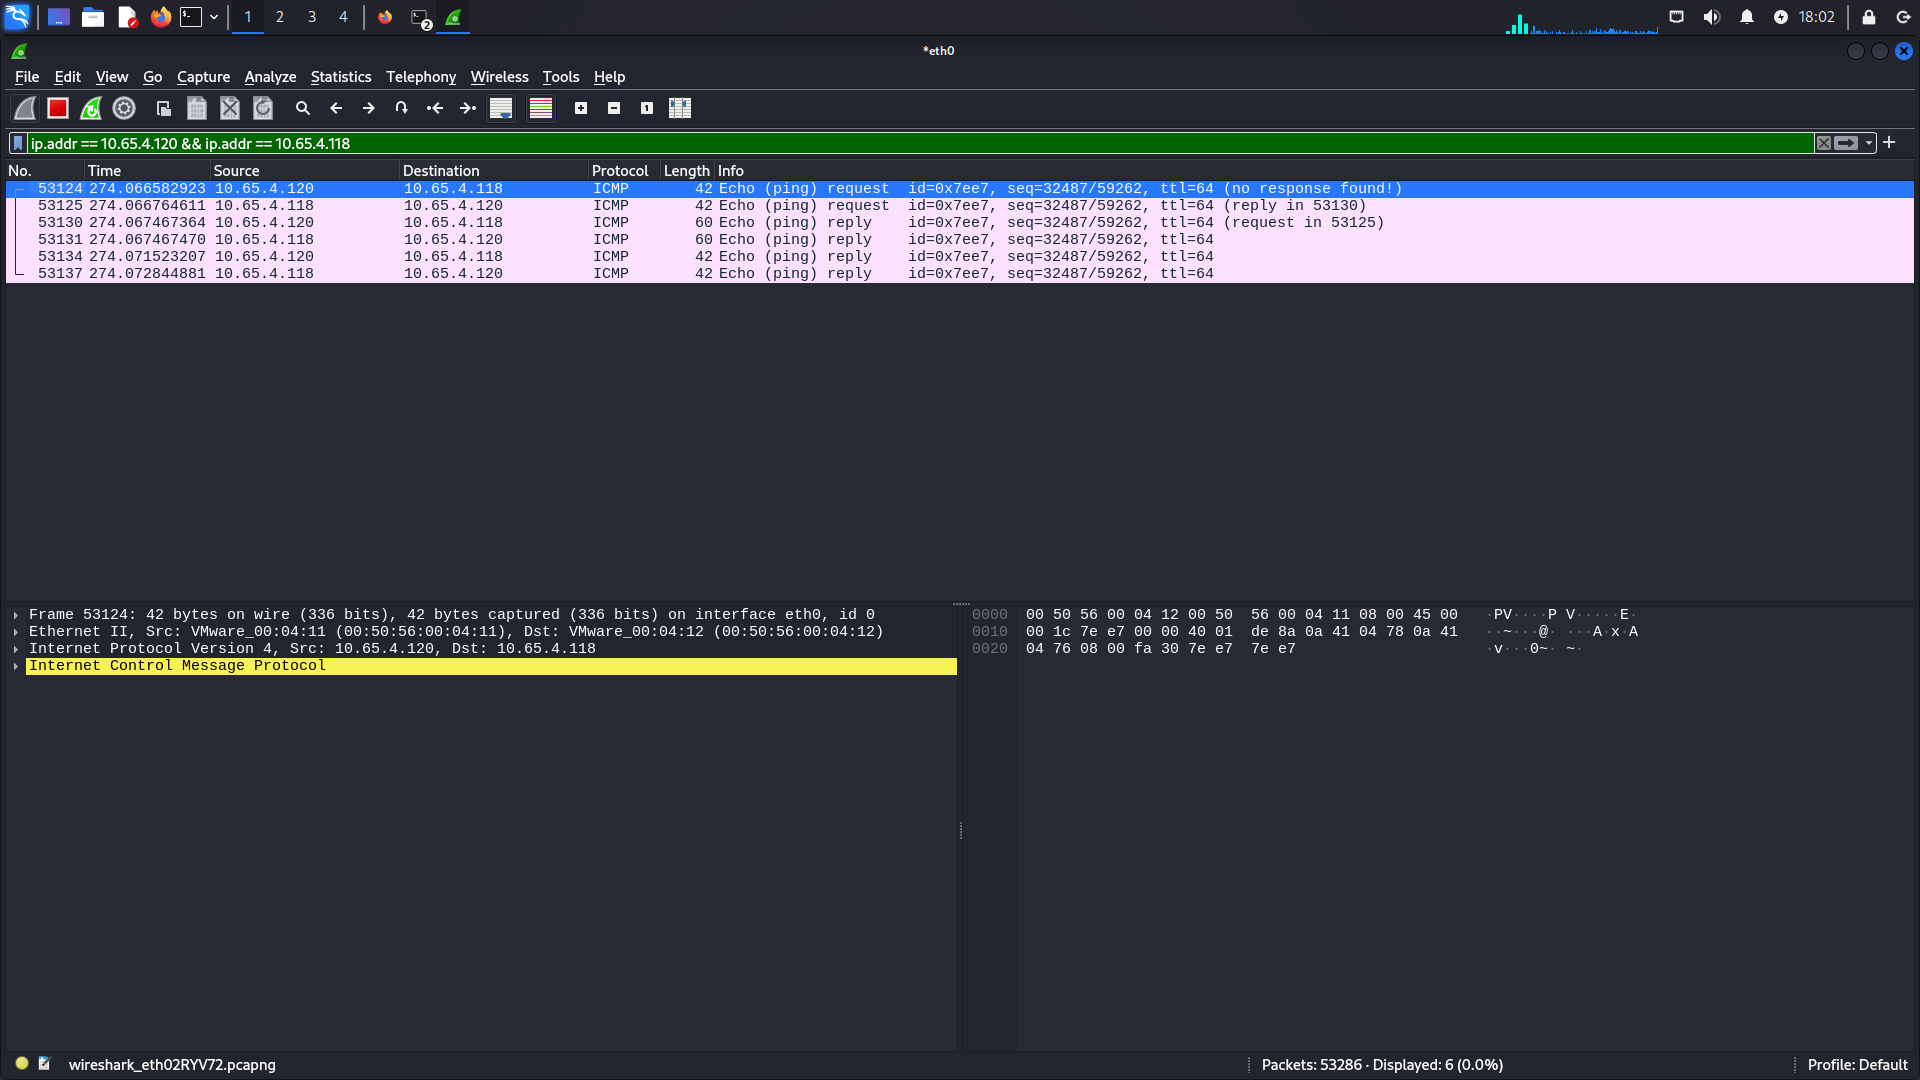 1 2 3 4 2 18:02
*eth0
File Edit View Go Capture Analyze Statistics Telephony Wireless Tools Help
ip.addr == 10.65.4.120 && ip.addr == 10.65.4.118
No. Time Source Destination Protocol Length Info
53124 274.066582923 10.65.4.120 10.65.4.118 ICMP 42 Echo (ping) request id=0x7ee7, seq=32487/59262, ttl=64 (no response found!)
53125 274.066764611 10.65.4.118 10.65.4.120 ICMP 42 Echo (ping) request id=0x7ee7, seq=32487/59262, ttl=64 (reply in 53130)
53130 274.067467364 10.65.4.120 10.65.4.118 ICMP 60 Echo (ping) reply id=0x7ee7, seq=32487/59262, ttl=64 (request in 53125)
53131 274.067467470 10.65.4.118 10.65.4.120 ICMP 60 Echo (ping) reply id=0x7ee7, seq=32487/59262, ttl=64
53134 274.071523207 10.65.4.120 10.65.4.118 ICMP 42 Echo (ping) reply id=0x7ee7, seq=32487/59262, ttl=64
53137 274.072844881 10.65.4.118 10.65.4.120 ICMP 42 Echo (ping) reply id=0x7ee7, seq=32487/59262, ttl=64
Frame 53124: 42 bytes on wire (336 bits), 42 bytes captured (336 bits) on interface eth0, id 0
Ethernet II, Src: VMware_00:04:11 (00:50:56:00:04:11), Dst: VMware_00:04:12 (00:50:56:00:04:12)
Internet Protocol Version 4, Src: 10.65.4.120, Dst: 10.65.4.118
Internet Control Message Protocol
0000 00 50 56 00 04 12 00 50 56 00 04 11 08 00 45 00 ·PV····P V·····E·
0010 00 1c 7e e7 00 00 40 01 de 8a 0a 41 04 78 0a 41 ··~···@· ···A·x·A
0020 04 76 08 00 fa 30 7e e7 7e e7 ·v···0~· ~·
wireshark_eth02RYV72.pcapng
Packets: 53286 · Displayed: 6 (0.0%)
Profile: Default